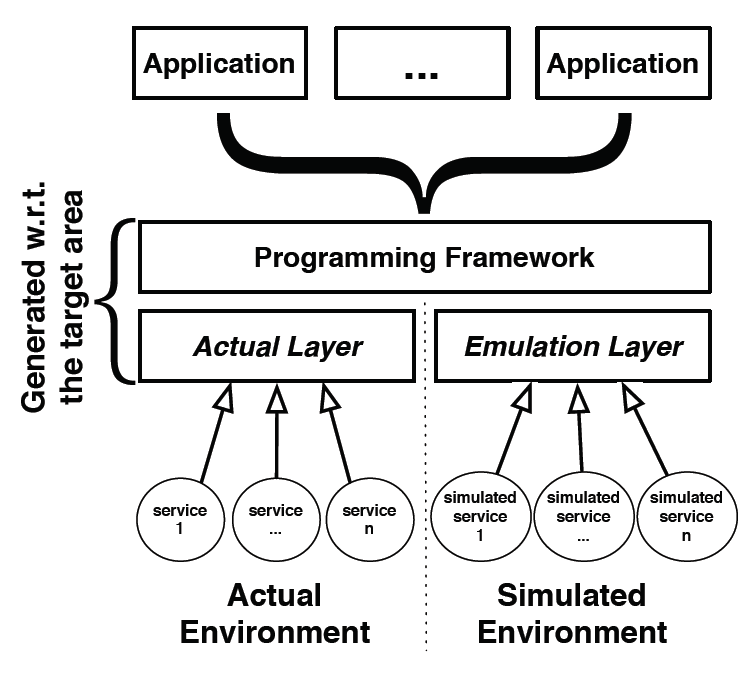 Application
...
Application
Generated w.r.t.
the target area
Programming Framework
Actual Layer
Emulation Layer
service
1
service
...
service
n
simulated
service
1
simulated
service
...
simulated
service
n
Actual
Environment
Simulated
Environment